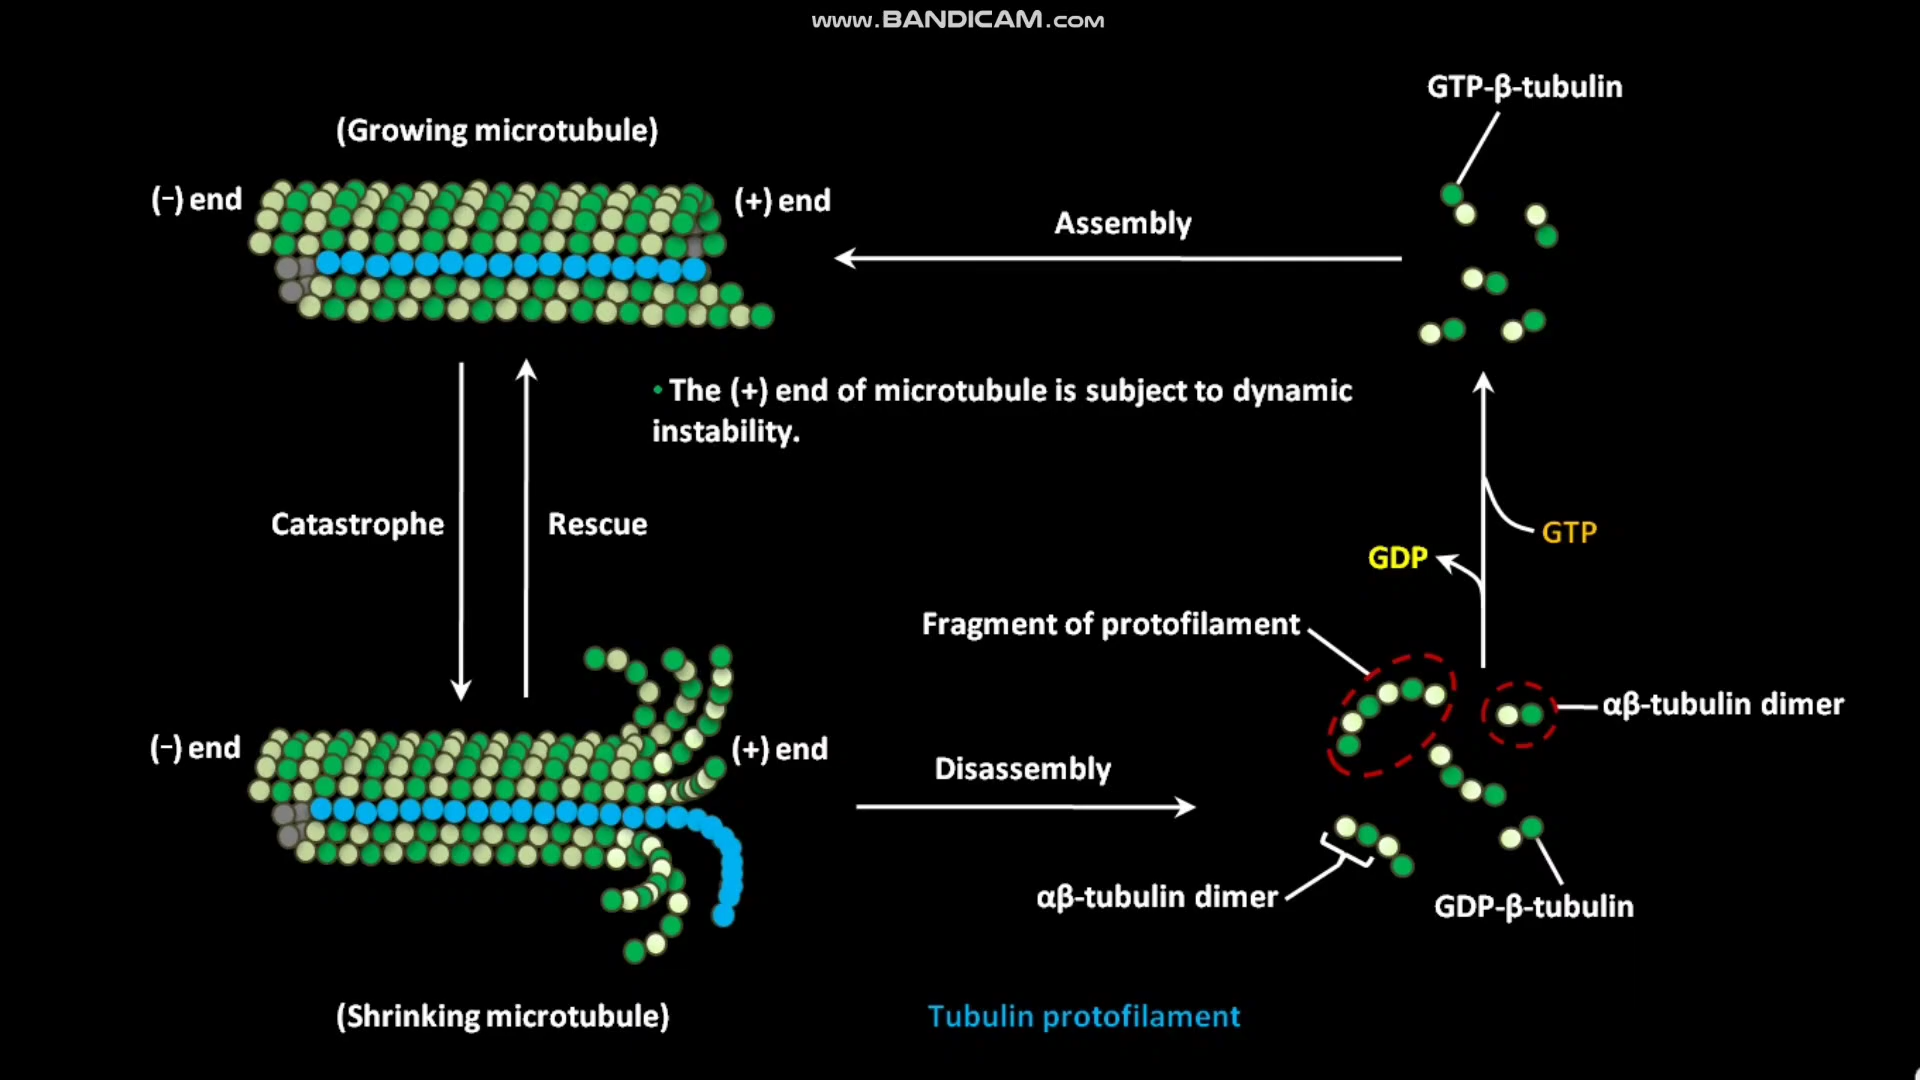 www.BANDICAM.com
GTP-β-tubulin
(Growing microtubule)
(−) end
(+) end
Assembly
• The (+) end of microtubule is subject to dynamic
instability.
Catastrophe
Rescue
GTP
GDP
Fragment of protofilament
αβ-tubulin dimer
(−) end
(+) end
Disassembly
αβ-tubulin dimer
GDP-β-tubulin
(Shrinking microtubule)
Tubulin protofilament